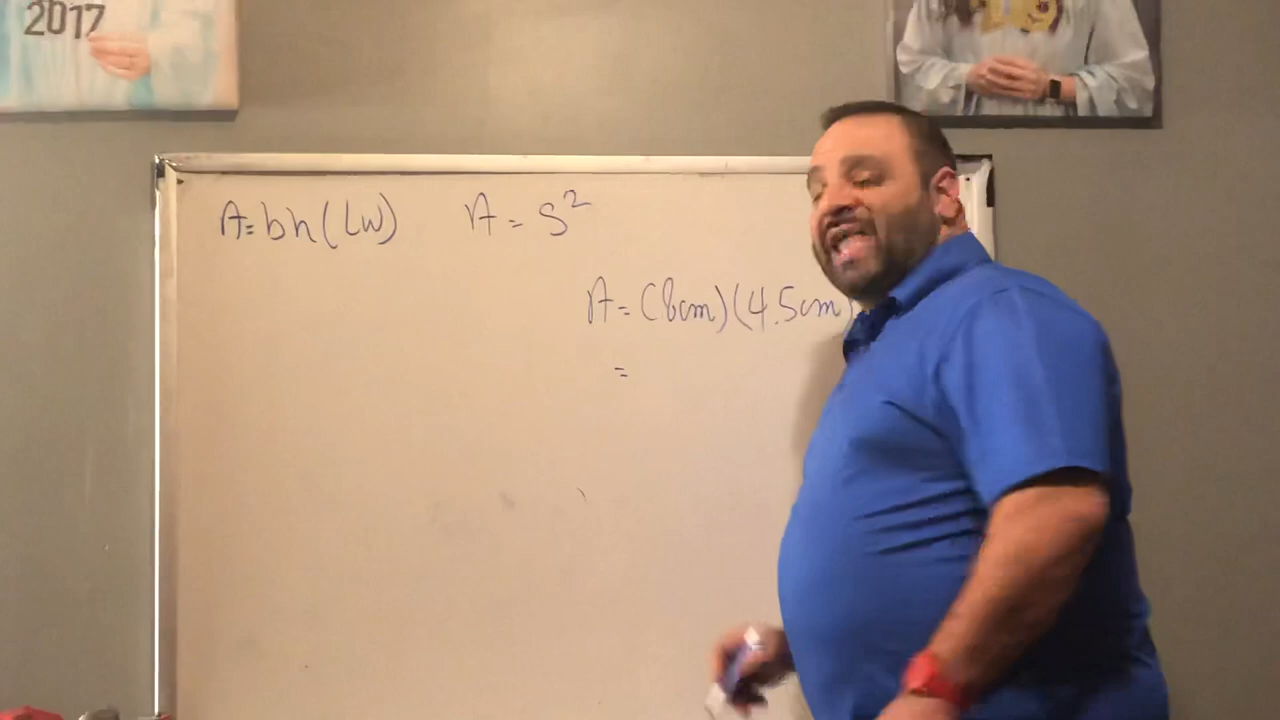 2017
A=bh(LW) A=S²
A=(8cm)(4.5cm)
=